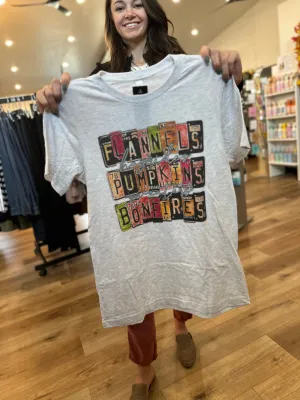 FLANNELS,
PUMPKINS
BONFIRES